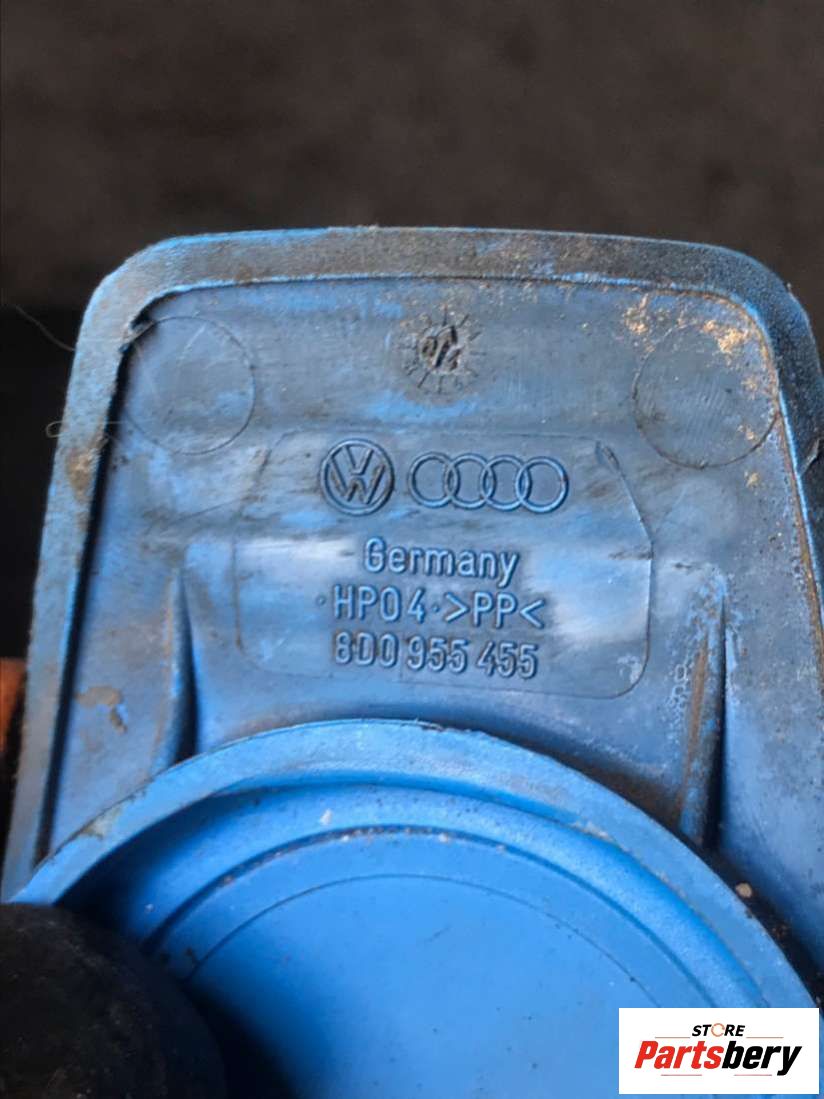 Germany
·HP04·>PP<
8D0 955 455
STORE
Partsbery